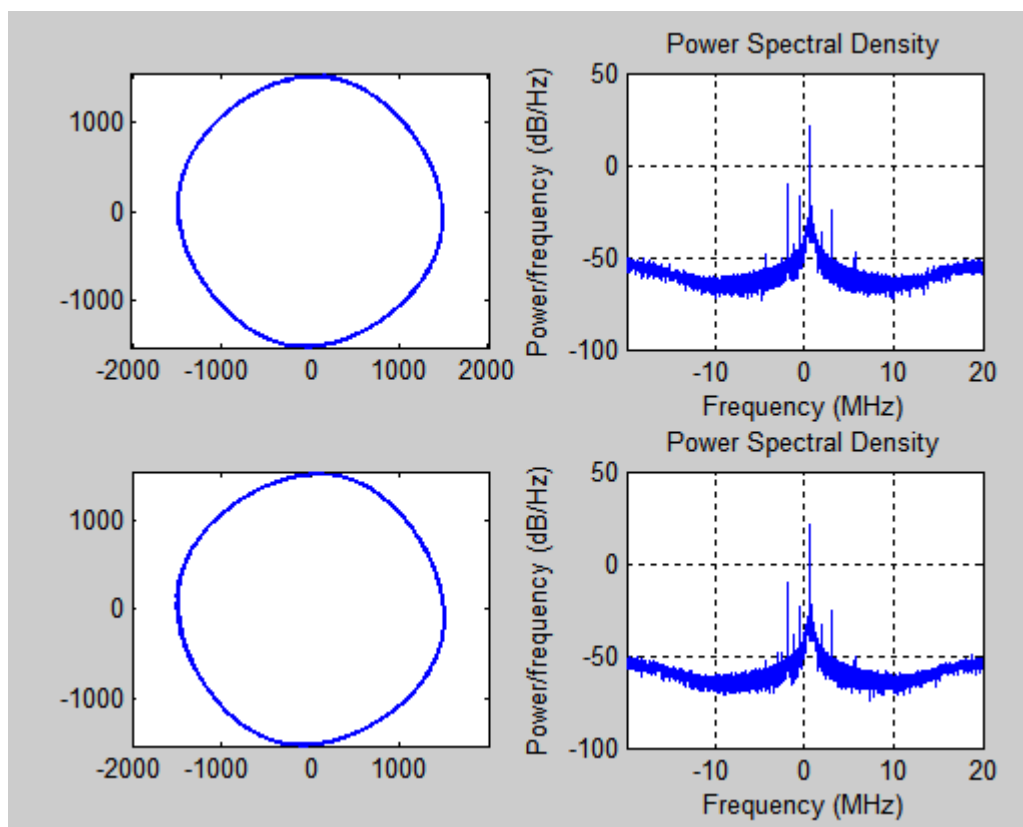 Power Spectral Density
1000
0
-1000
-2000 -1000 0 1000 2000
Power/frequency (dB/Hz)
50
0
-50
-100
-10 0 10 20
Frequency (MHz)
Power Spectral Density
1000
0
-1000
-2000 -1000 0 1000
Power/frequency (dB/Hz)
50
0
-50
-100
-10 0 10 20
Frequency (MHz)